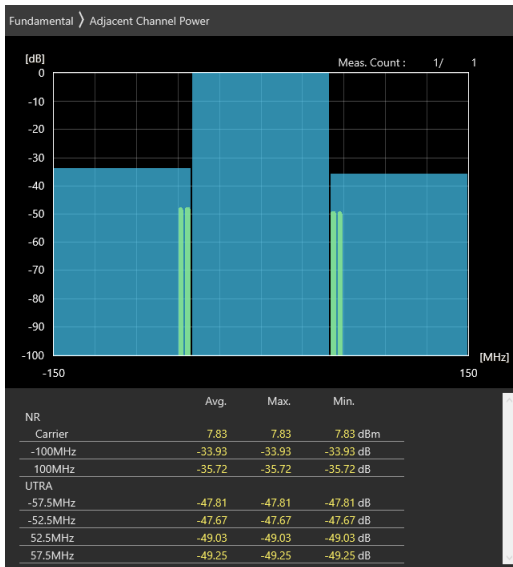 Fundamental ⟩ Adjacent Channel Power
[dB]
Meas. Count : 1/ 1
0
-10
-20
-30
-40
-50
-60
-70
-80
-90
-100
[MHz]
-150 150
Avg. Max. Min.
NR
Carrier 7.83 7.83 7.83 dBm
-100MHz -33.93 -33.93 -33.93 dB
100MHz -35.72 -35.72 -35.72 dB
UTRA
-57.5MHz -47.81 -47.81 -47.81 dB
-52.5MHz -47.67 -47.67 -47.67 dB
52.5MHz -49.03 -49.03 -49.03 dB
57.5MHz -49.25 -49.25 -49.25 dB